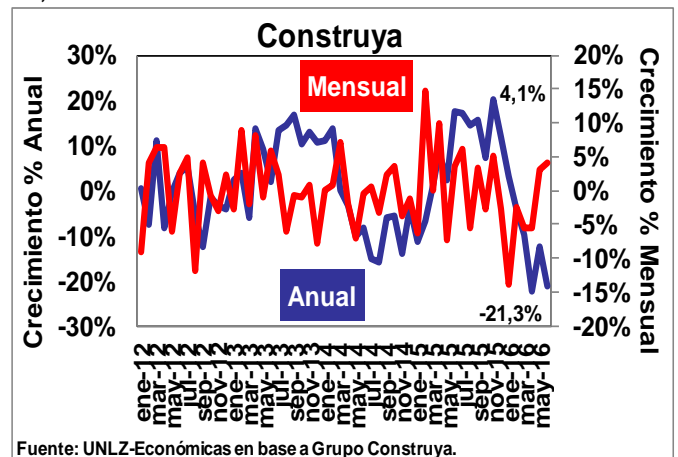 Construya
30%
20%
10%
0%
-10%
-20%
-30%
Crecimiento % Anual
Mensual
Anual
4,1%
-21,3%
20%
15%
10%
5%
0%
-5%
-10%
-15%
-20%
Crecimiento % Mensual
ene-12
mar-12
may-12
jul-12
sep-12
nov-12
ene-13
mar-13
may-13
jul-13
sep-13
nov-13
ene-14
mar-14
may-14
jul-14
sep-14
nov-14
ene-15
mar-15
may-15
jul-15
sep-15
nov-15
ene-16
mar-16
may-16
Fuente: UNLZ-Económicas en base a Grupo Construya.